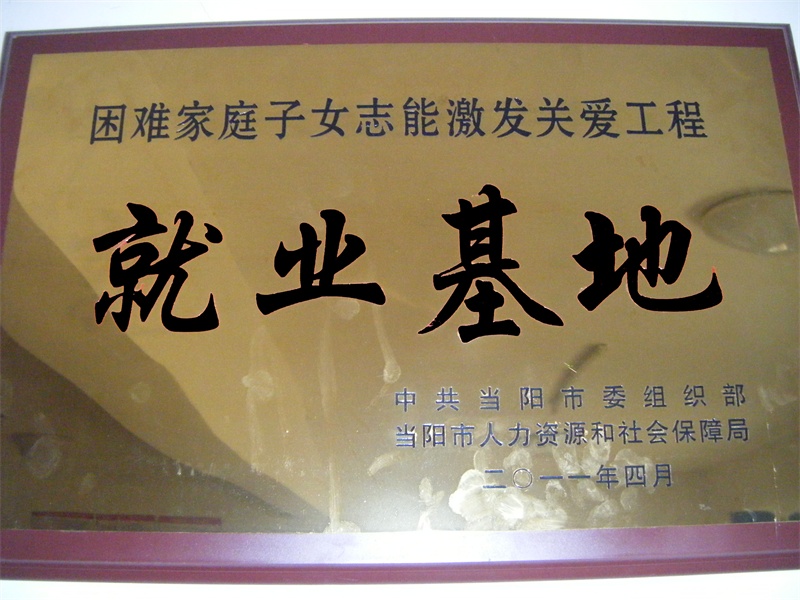 困难家庭子女志能激发关爱工程
就业基地
中共当阳市委组织部
当阳市人力资源和社会保障局
二〇一一年四月